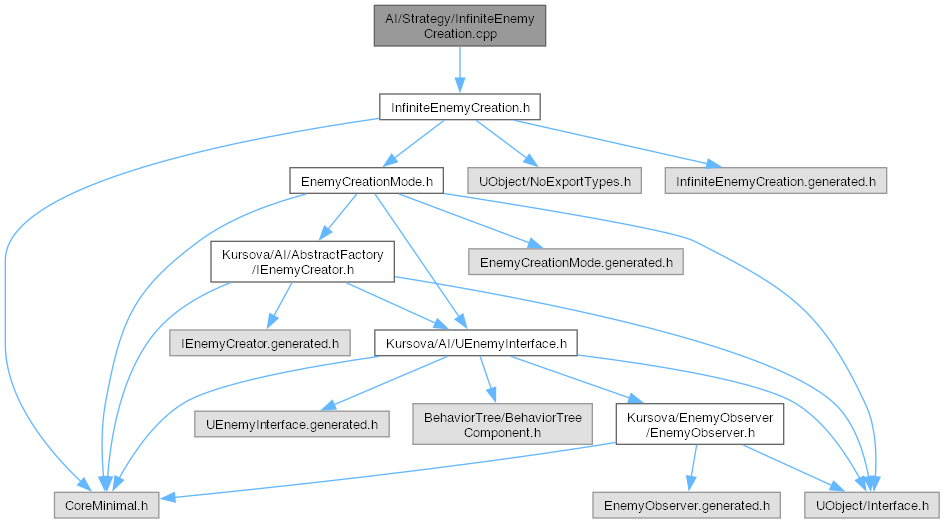 AI/Strategy/InfiniteEnemy
Creation.cpp
InfiniteEnemyCreation.h
EnemyCreationMode.h
UObject/NoExportTypes.h
InfiniteEnemyCreation.generated.h
Kursova/AI/AbstractFactory
/IEnemyCreator.h
EnemyCreationMode.generated.h
IEnemyCreator.generated.h
Kursova/AI/UEnemyInterface.h
UEnemyInterface.generated.h
BehaviorTree/BehaviorTree
Component.h
Kursova/EnemyObserver
/EnemyObserver.h
CoreMinimal.h
EnemyObserver.generated.h
UObject/Interface.h